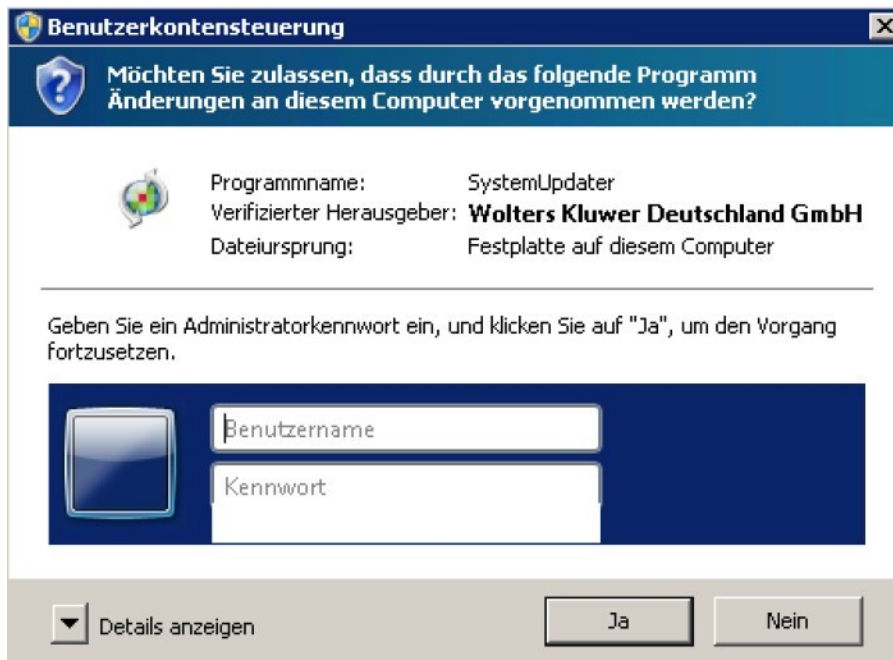 Benutzerkontensteuerung
Möchten Sie zulassen, dass durch das folgende Programm
Änderungen an diesem Computer vorgenommen werden?
Programmname: SystemUpdater
Verifizierter Herausgeber: Wolters Kluwer Deutschland GmbH
Dateiursprung: Festplatte auf diesem Computer
Geben Sie ein Administratorkennwort ein, und klicken Sie auf "Ja", um den Vorgang
fortzusetzen.
Benutzername
Kennwort
Details anzeigen
Ja
Nein